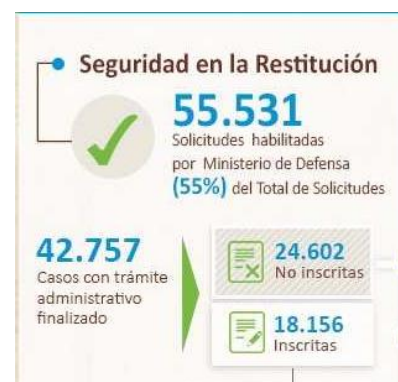 Seguridad en la Restitución
55.531
Solicitudes habilitadas
por Ministerio de Defensa
(55%) del Total de Solicitudes
42.757
Casos con trámite
administrativo
finalizado
24.602
No inscritas
18.156
Inscritas